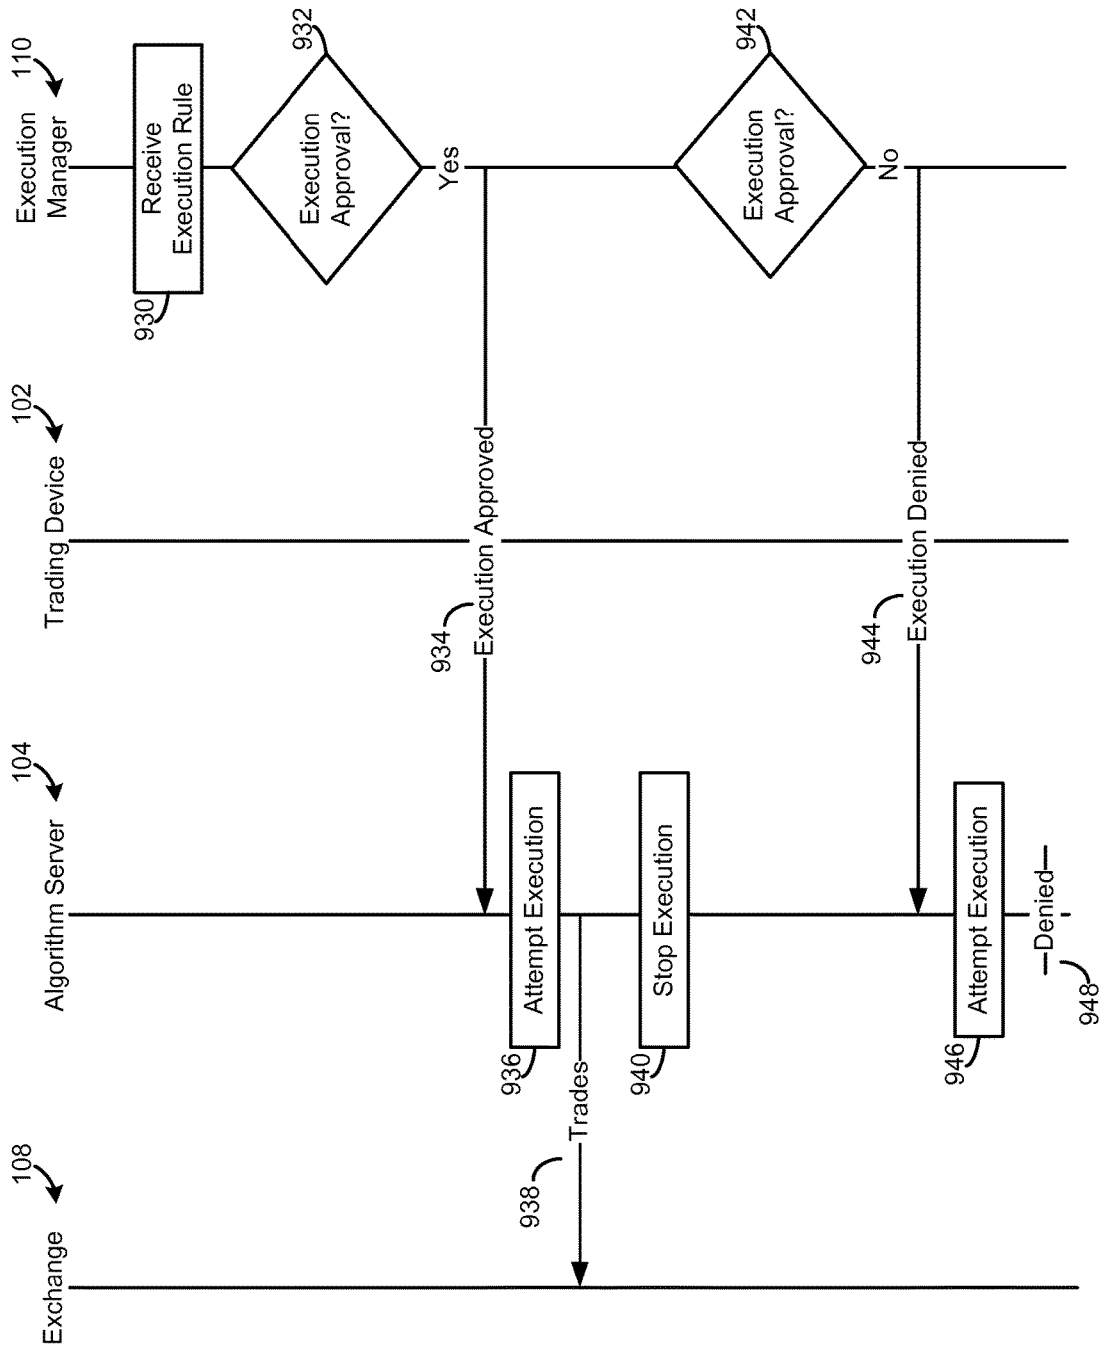 Exchange
108
Algorithm Server
104
Trading Device
102
Execution
Manager
110
930
Receive
Execution Rule
Execution
Approval?
932
Yes
934
Execution Approved
936
Attempt Execution
938
Trades
940
Stop Execution
Execution
Approval?
942
No
944
Execution Denied
946
Attempt Execution
Denied
948